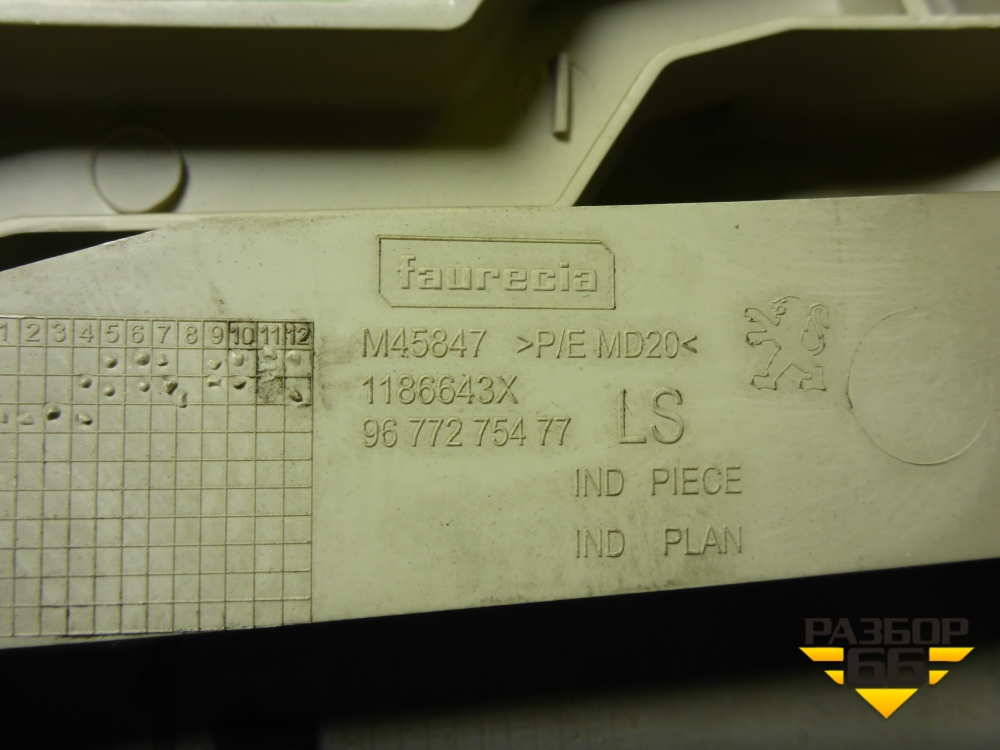 faurecia
1 2 3 4 5 6 7 8 9 10 11 12
M45847 >P/E MD20<
1186643X
96 772 754 77 LS
IND PIECE
IND PLAN
РАЗБОР
66